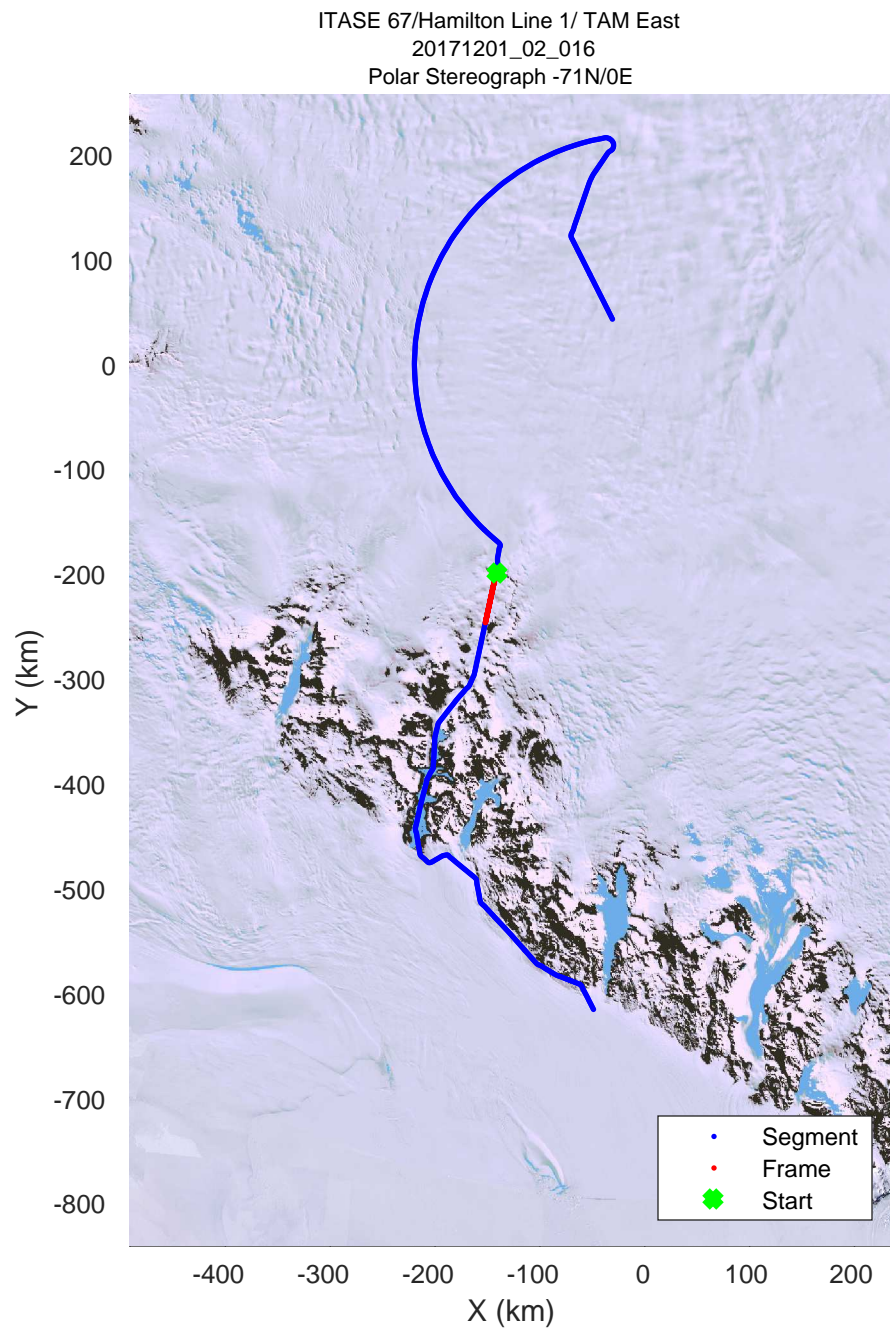 ITASE 67/Hamilton Line 1/ TAM East
20171201_02_016
Polar Stereograph -71N/0E
200
100
0
-100
-200
-300
-400
-500
-600
-700
-800
Y (km)
Segment
Frame
Start
-400 -300 -200 -100 0 100 200
X (km)